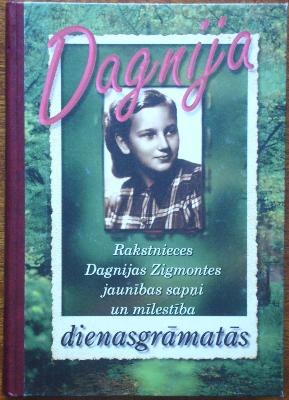 Dagnija
Rakstnieces
Dagnijas Zigmontes
jaunības sapņi
un mīlestība
dienasgrāmatās